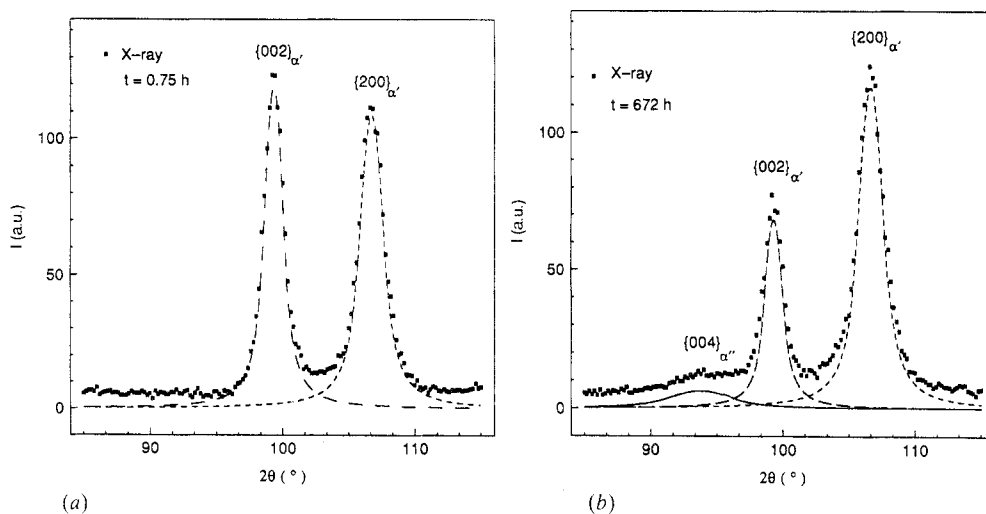 X-ray
t = 0.75 h
{002}α′
{200}α′
I (a.u.)
100
50
0
90
100
110
2θ (°)
(a)
X-ray
t = 672 h
{200}α′
{002}α′
{004}α″
I (a.u.)
100
50
0
90
100
110
2θ (°)
(b)